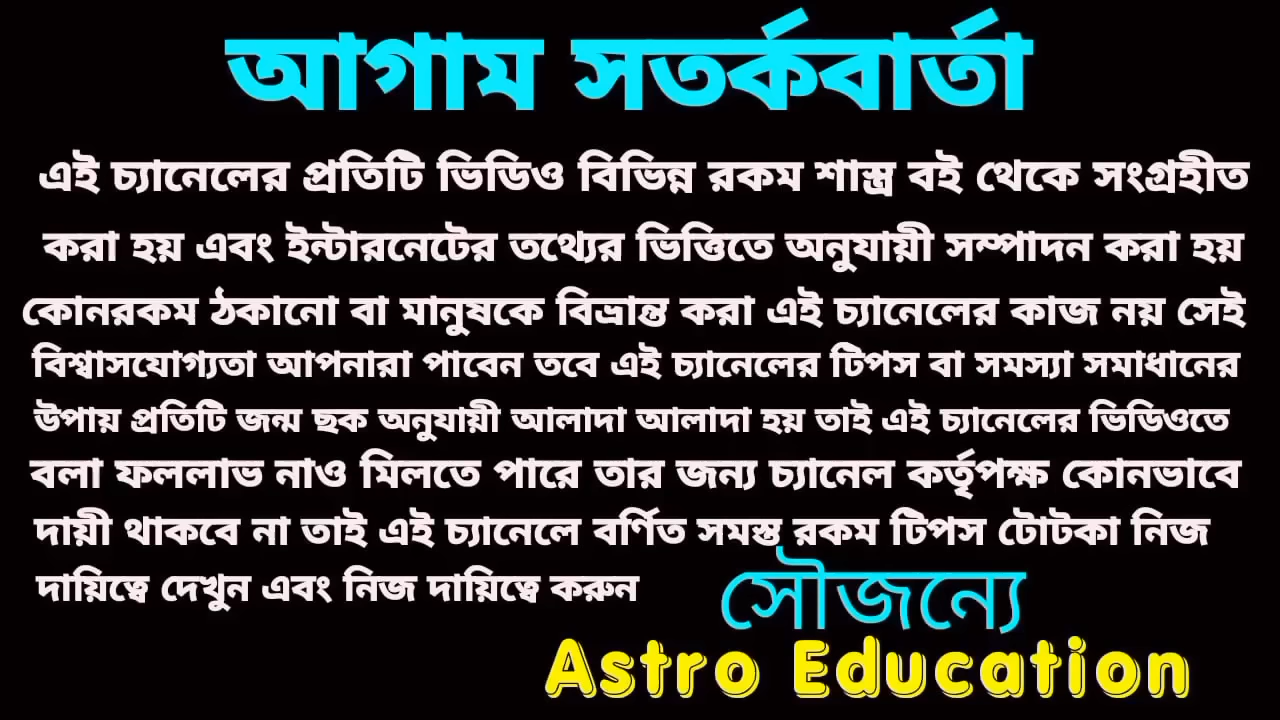 আগাম সতর্কবার্তা
এই চ্যানেলের প্রতিটি ভিডিও বিভিন্ন রকম শাস্ত্র বই থেকে সংগ্রহীত
করা হয় এবং ইন্টারনেটের তথ্যের ভিত্তিতে অনুযায়ী সম্পাদন করা হয়
কোনরকম ঠকানো বা মানুষকে বিভ্রান্ত করা এই চ্যানেলের কাজ নয় সেই
বিশ্বাসযোগ্যতা আপনারা পাবেন তবে এই চ্যানেলের টিপস বা সমস্যা সমাধানের
উপায় প্রতিটি জন্ম ছক অনুযায়ী আলাদা আলাদা হয় তাই এই চ্যানেলের ভিডিওতে
বলা ফললাভ নাও মিলতে পারে তার জন্য চ্যানেল কর্তৃপক্ষ কোনভাবে
দায়ী থাকবে না তাই এই চ্যানেলে বর্ণিত সমস্ত রকম টিপস টোটকা নিজ
দায়িত্বে দেখুন এবং নিজ দায়িত্বে করুন
সৌজন্যে
Astro Education